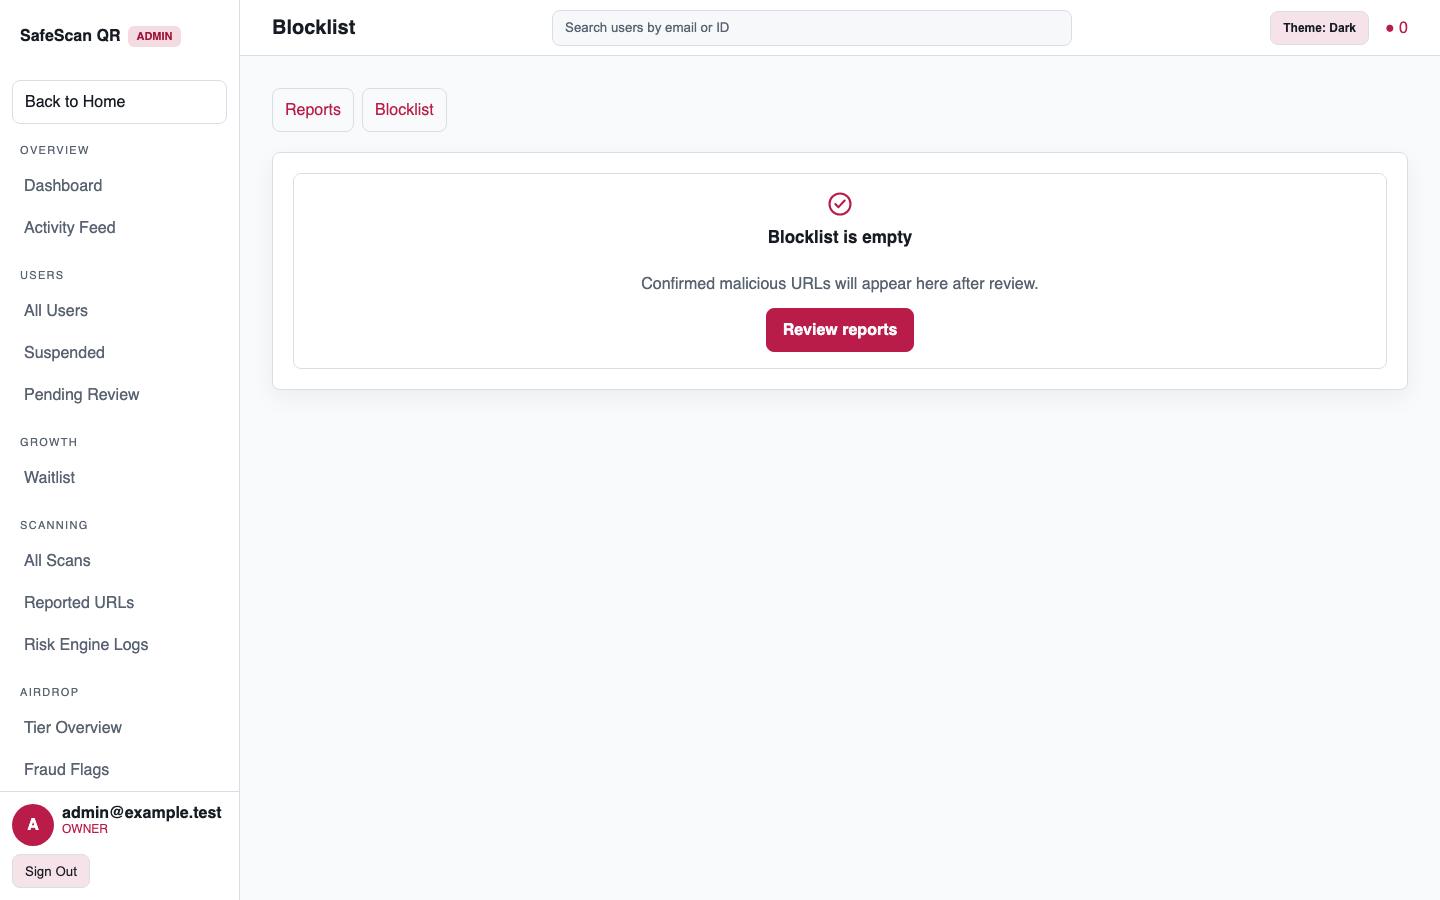 SafeScan QR ADMIN
Back to Home
OVERVIEW
Dashboard
Activity Feed
USERS
All Users
Suspended
Pending Review
GROWTH
Waitlist
SCANNING
All Scans
Reported URLs
Risk Engine Logs
AIRDROP
Tier Overview
Fraud Flags
A
admin@example.test
OWNER
Sign Out
Blocklist
Search users by email or ID
Theme: Dark
● 0
Reports
Blocklist
Blocklist is empty
Confirmed malicious URLs will appear here after review.
Review reports